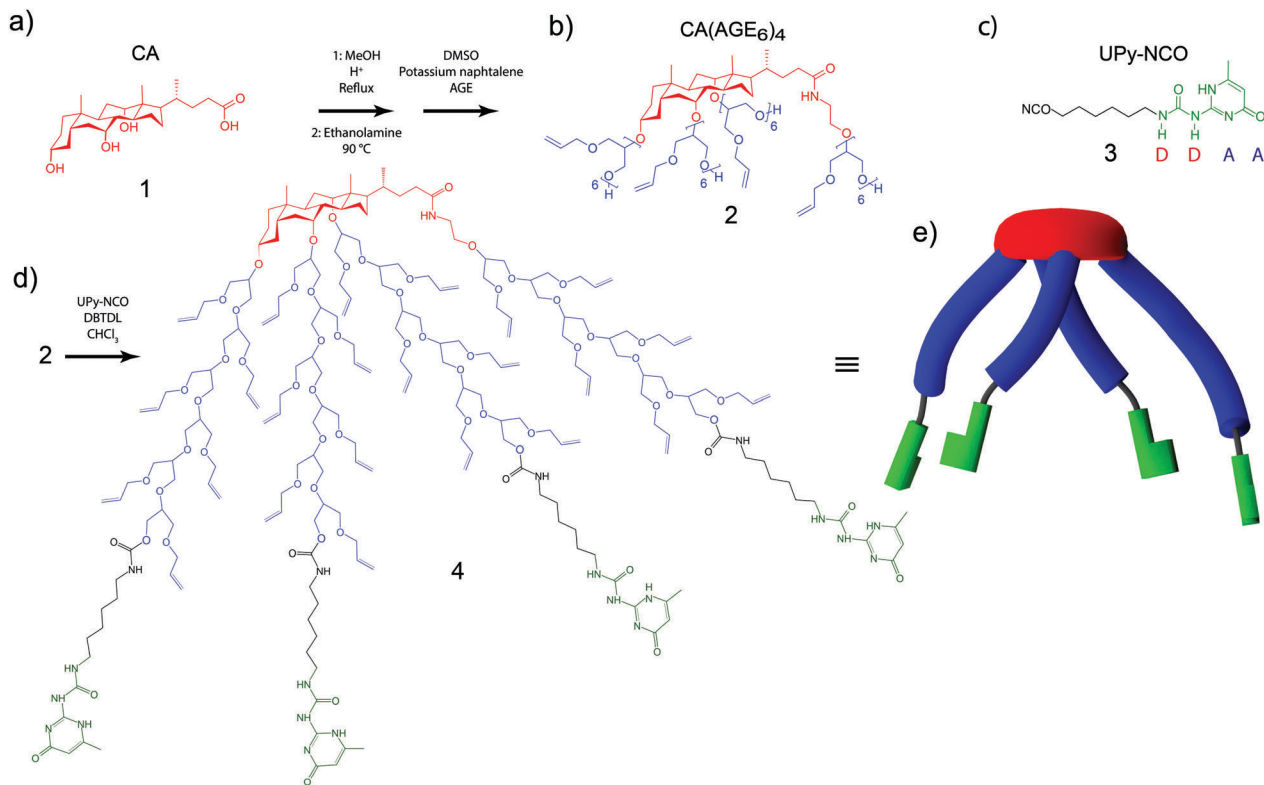 a)
CA
1: MeOH
H+
Reflux
2: Ethanolamine
90 °C
DMSO
Potassium naphtalene
AGE
1
b)
CA(AGE6)4
2
c)
UPy-NCO
3
D D A A
d)
2
UPy-NCO
DBTDL
CHCl3
4
≡
e)